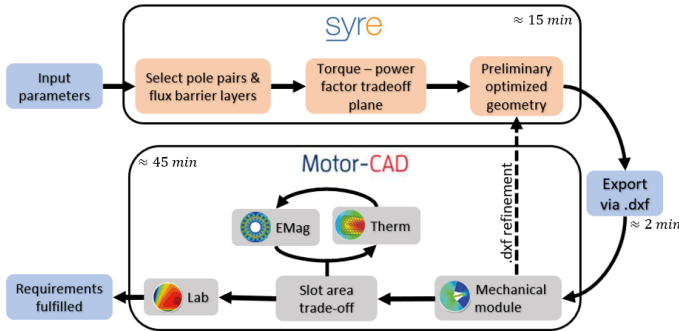 syre
≈ 15 min
Input
parameters
Select pole pairs &
flux barrier layers
Torque – power
factor tradeoff
plane
Preliminary
optimized
geometry
≈ 45 min
Motor-CAD
.dxf refinement
Export
via .dxf
≈ 2 min
EMag
Therm
Requirements
fulfilled
Lab
Slot area
trade-off
Mechanical
module